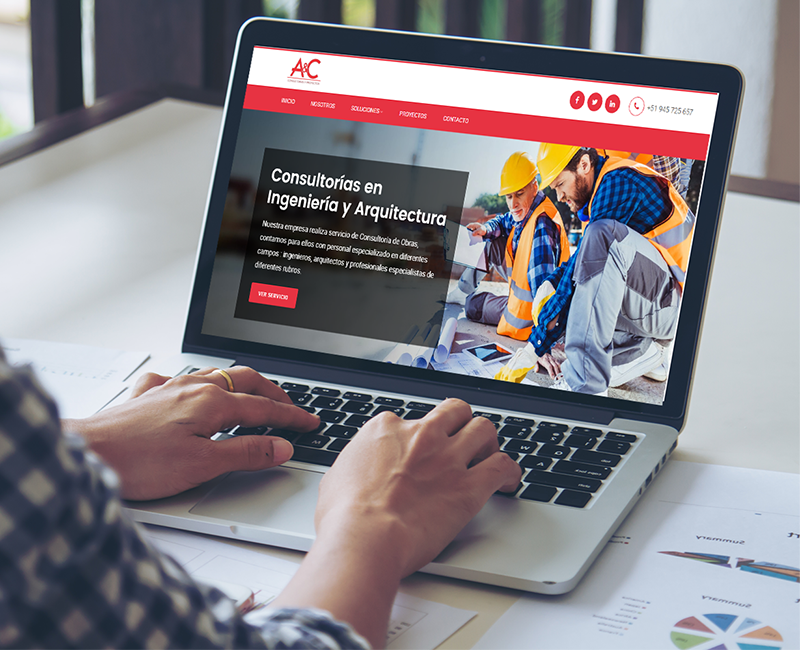 A&C
INICIO NOSOTROS SOLUCIONES PROYECTOS CONTACTO
+51 945 725 657
Consultorías en
Ingeniería y Arquitectura
Nuestra empresa realiza servicio de Consultoría de Obras,
contamos para ellos con personal especializado en diferentes
campos : ingenieros, arquitectos y profesionales especialistas de
diferentes rubros.
VER SERVICIO
Summary
Summary